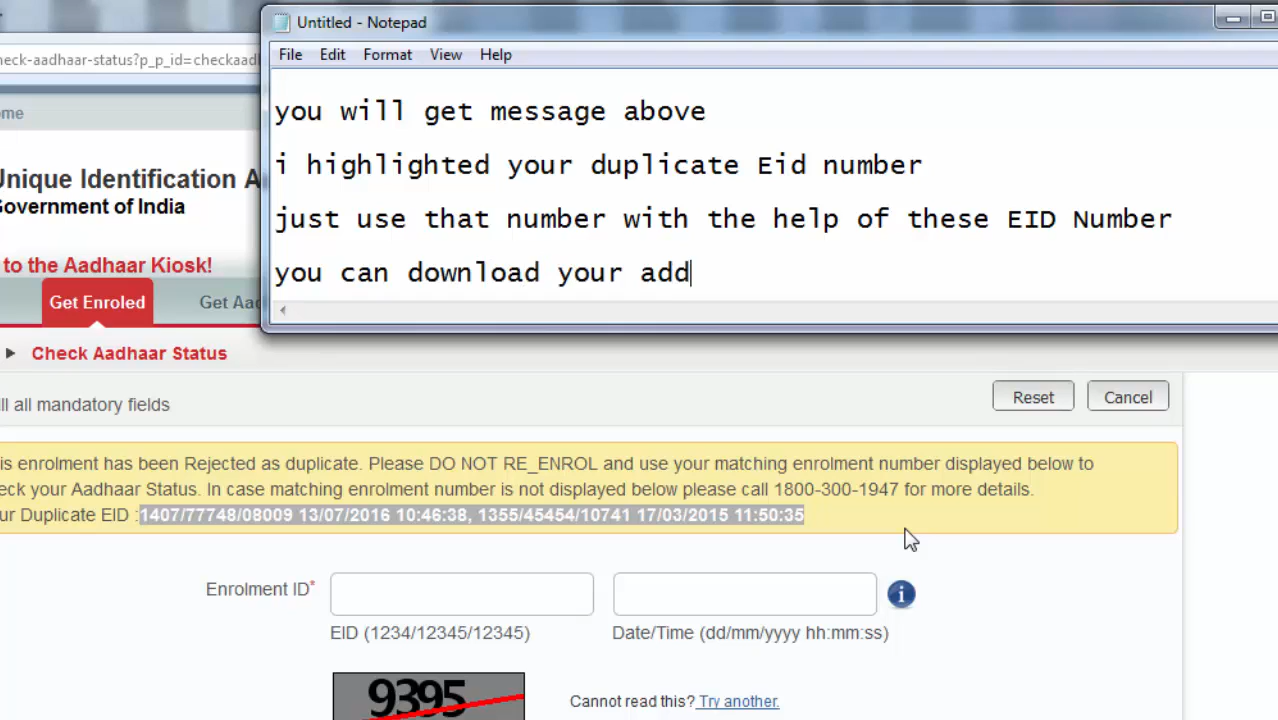 Untitled - Notepad
File Edit Format View Help
eck-aadhaar-status?p_p_id=checkaadh
ome
you will get message above
i highlighted your duplicate Eid number
just use that number with the help of these EID Number
you can download your add
Unique Identification A
Government of India
to the Aadhaar Kiosk!
Get Enroled Get Aad
Check Aadhaar Status
ill all mandatory fields
Reset Cancel
is enrolment has been Rejected as duplicate. Please DO NOT RE_ENROL and use your matching enrolment number displayed below to
eck your Aadhaar Status. In case matching enrolment number is not displayed below please call 1800-300-1947 for more details.
ur Duplicate EID :1407/77748/08009 13/07/2016 10:46:38, 1355/45454/10741 17/03/2015 11:50:35
Enrolment ID*
EID (1234/12345/12345) Date/Time (dd/mm/yyyy hh:mm:ss)
9395
Cannot read this? Try another.